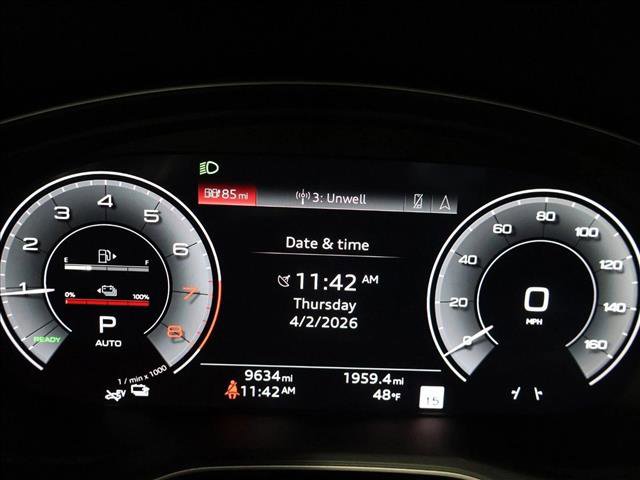 85 mi
3: Unwell
Date & time
11:42 AM
Thursday
4/2/2026
9634 mi
1959.4 mi
11:42 AM
48°F
15
1
2
3
4
5
6
7
8
E
F
0%
100%
P
AUTO
READY
1 / min x 1000
EV
0
20
40
60
80
100
120
140
160
0
MPH